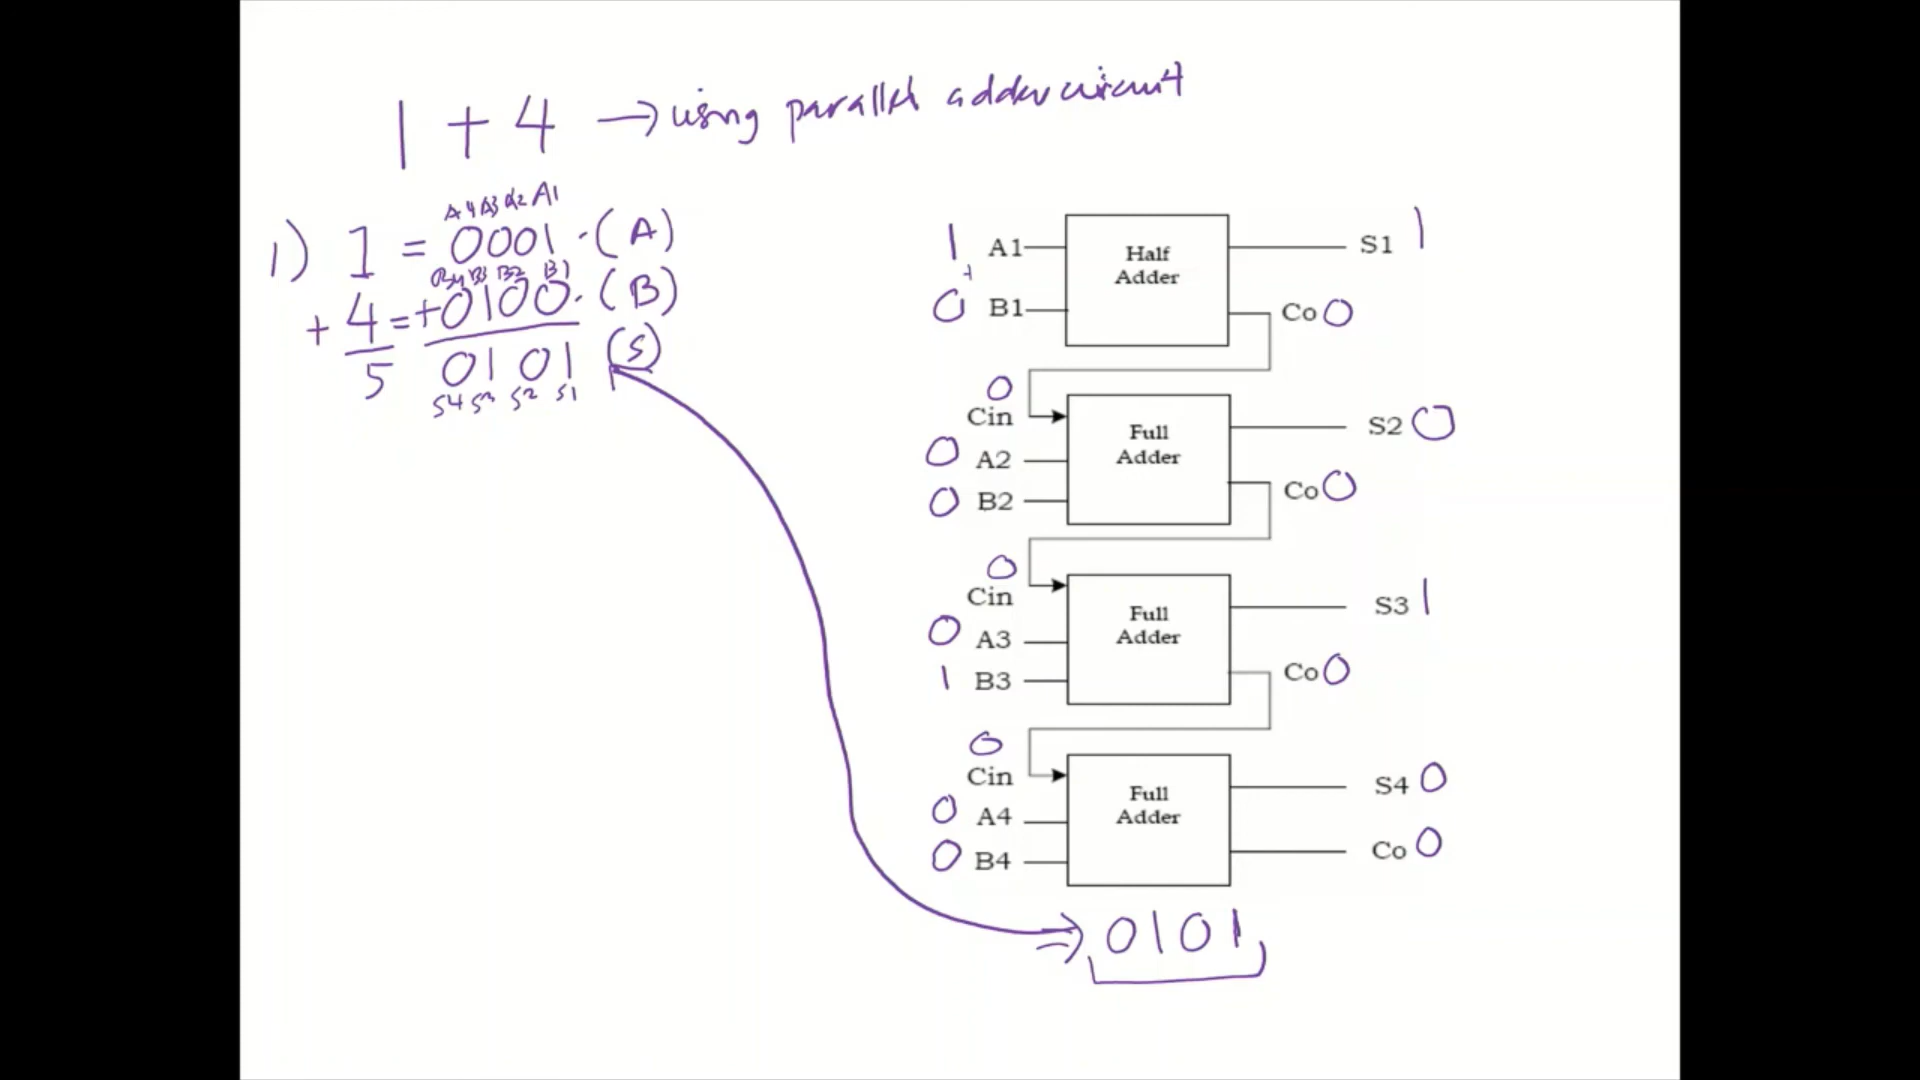 1 + 4 → using parallel adder circuit
A4 A3 A2 A1
1) 1 = 0001 · (A)
B4 B3 B2 B1
+ 4 = + 0100 · (B)
5 0101 (S)
S4 S3 S2 S1
1 A1
+
0 B1
Half
Adder
S1 1
Co 0
0
Cin
0 A2
0 B2
Full
Adder
S2 0
Co 0
0
Cin
0 A3
1 B3
Full
Adder
S3 1
Co 0
0
Cin
0 A4
0 B4
Full
Adder
S4 0
Co 0
⇒ 0101